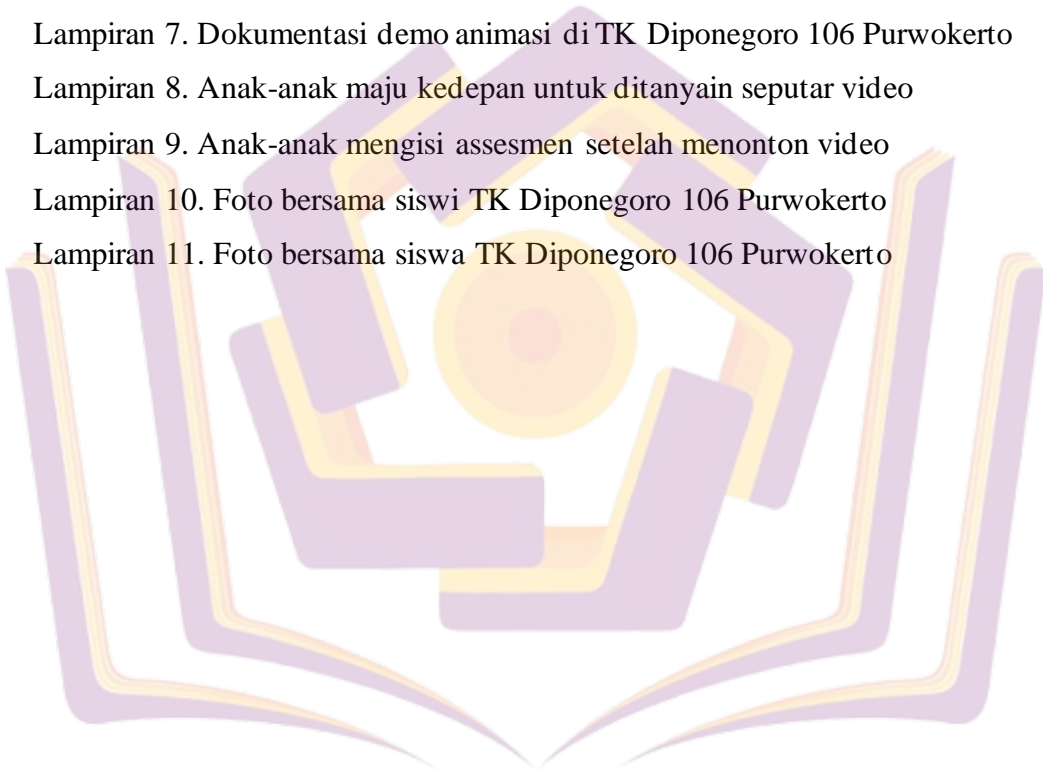 Lampiran 7. Dokumentasi demo animasi di TK Diponegoro 106 Purwokerto
Lampiran 8. Anak-anak maju kedepan untuk ditanyain seputar video
Lampiran 9. Anak-anak mengisi assesmen setelah menonton video
Lampiran 10. Foto bersama siswi TK Diponegoro 106 Purwokerto
Lampiran 11. Foto bersama siswa TK Diponegoro 106 Purwokerto